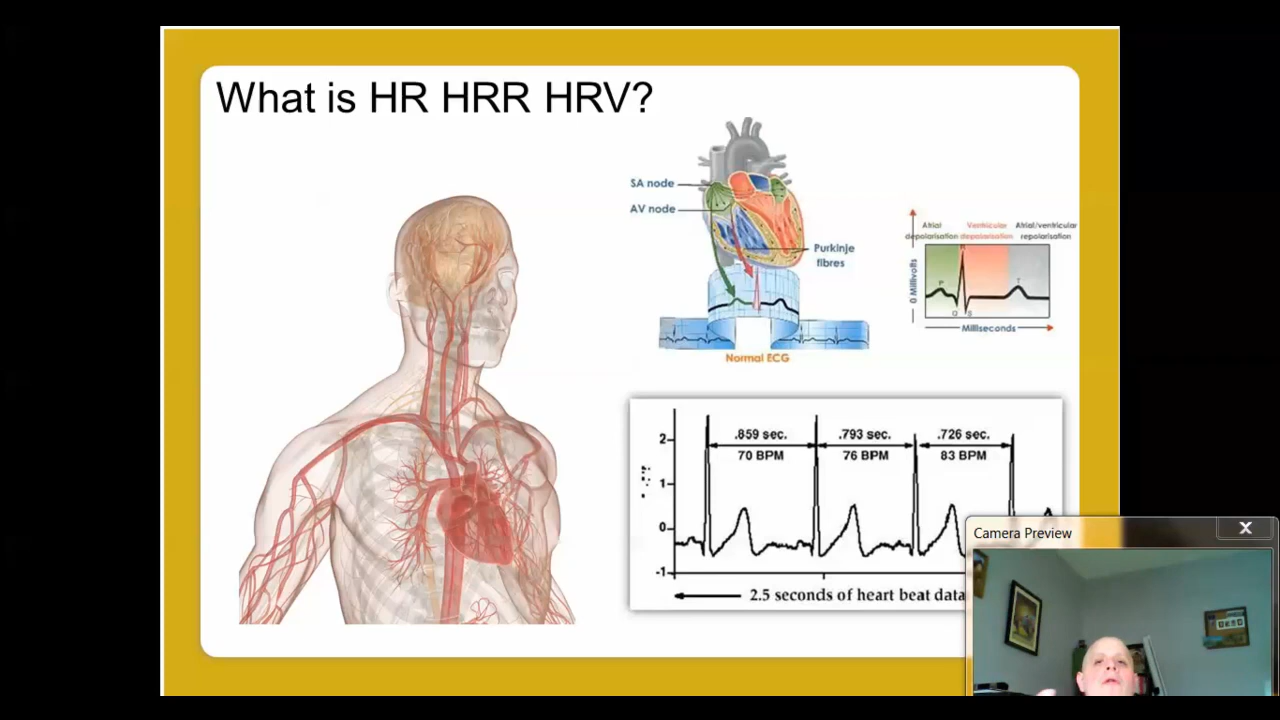 What is HR HRR HRV?
SA node
AV node
Purkinje
fibres
Normal ECG
Atrial
depolarisation
Ventricular
depolarisation
Atrial/ventricular
repolarisation
0 Millivolts
P
Q
S
T
Milliseconds
2
1
0
-1
.859 sec.
.793 sec.
.726 sec.
70 BPM
76 BPM
83 BPM
2.5 seconds of heart beat data
Camera Preview
X